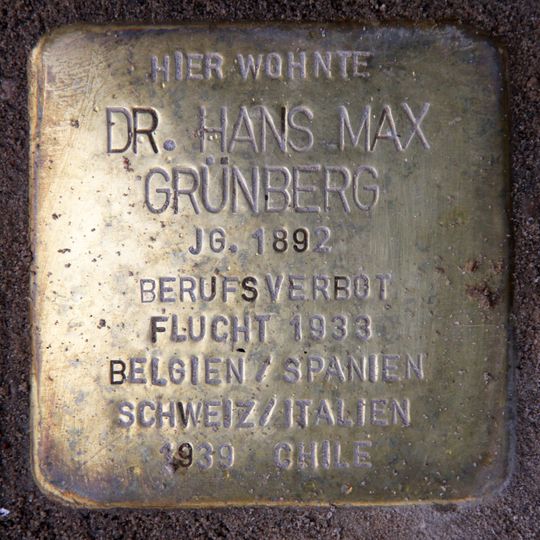 HIER WOHNTE
DR. HANS MAX
GRÜNBERG
JG. 1892
BERUFSVERBOT
FLUCHT 1933
BELGIEN / SPANIEN
SCHWEIZ/ITALIEN
1939 CHILE